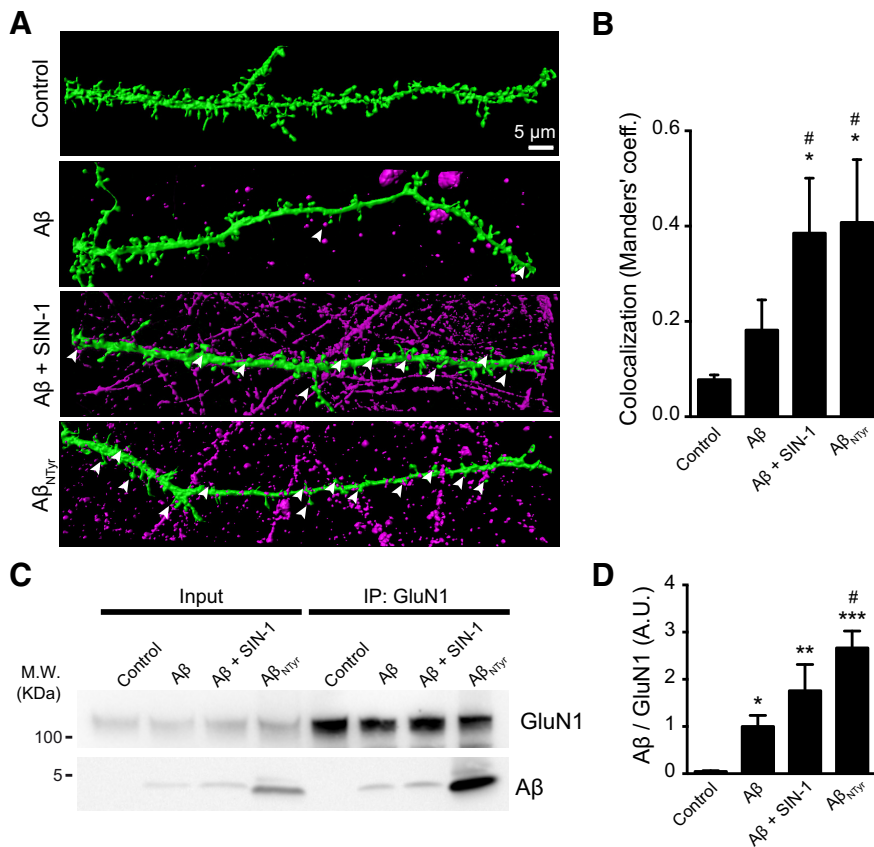 A
Control
5 µm
Aβ
Aβ + SIN-1
AβNTyr
B
Colocalization (Manders' coeff.)
0.6
0.4
0.2
0.0
#
*
#
*
Control
Aβ
Aβ + SIN-1
AβNTyr
C
Input
IP: GluN1
Control
Aβ
Aβ + SIN-1
AβNTyr
Control
Aβ
Aβ + SIN-1
AβNTyr
M.W.
(KDa)
100
5
GluN1
Aβ
D
Aβ / GluN1 (A.U.)
4
3
2
1
0
*
**
#
***
Control
Aβ
Aβ + SIN-1
AβNTyr